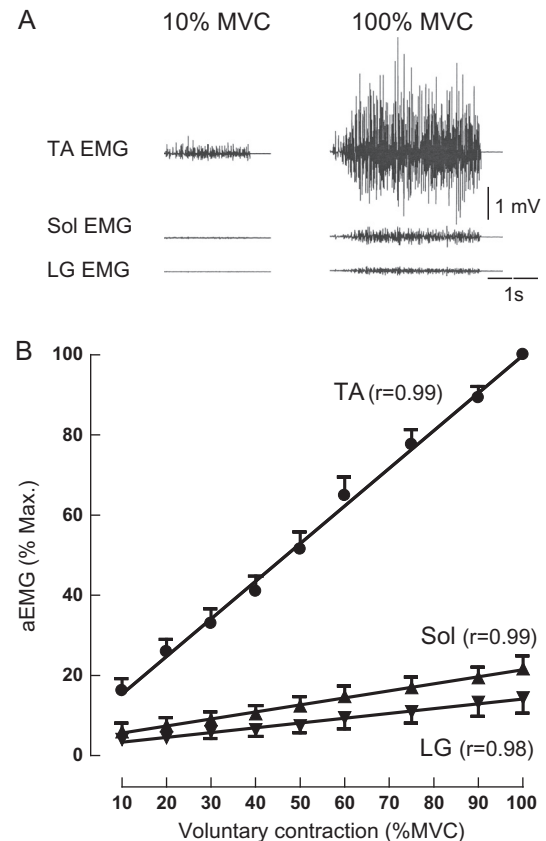 A
10% MVC 100% MVC
TA EMG
1 mV
Sol EMG
LG EMG
1s
B
100
80
60
40
20
0
aEMG (% Max.)
TA (r=0.99)
Sol (r=0.99)
LG (r=0.98)
10 20 30 40 50 60 70 80 90 100
Voluntary contraction (%MVC)